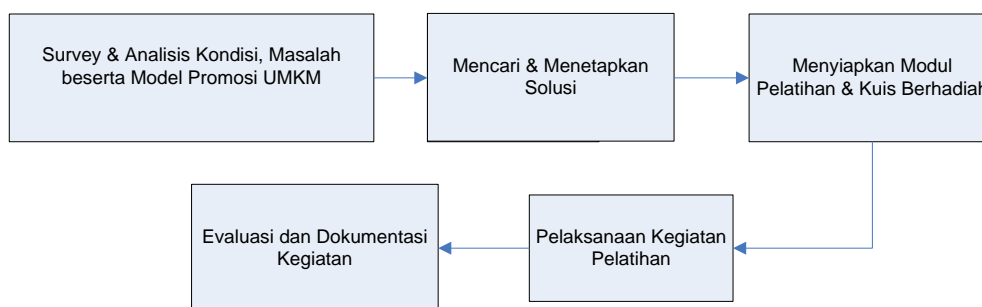 Survey & Analisis Kondisi, Masalah
beserta Model Promosi UMKM
Mencari & Menetapkan
Solusi
Menyiapkan Modul
Pelatihan & Kuis Berhadiah
Pelaksanaan Kegiatan
Pelatihan
Evaluasi dan Dokumentasi
Kegiatan